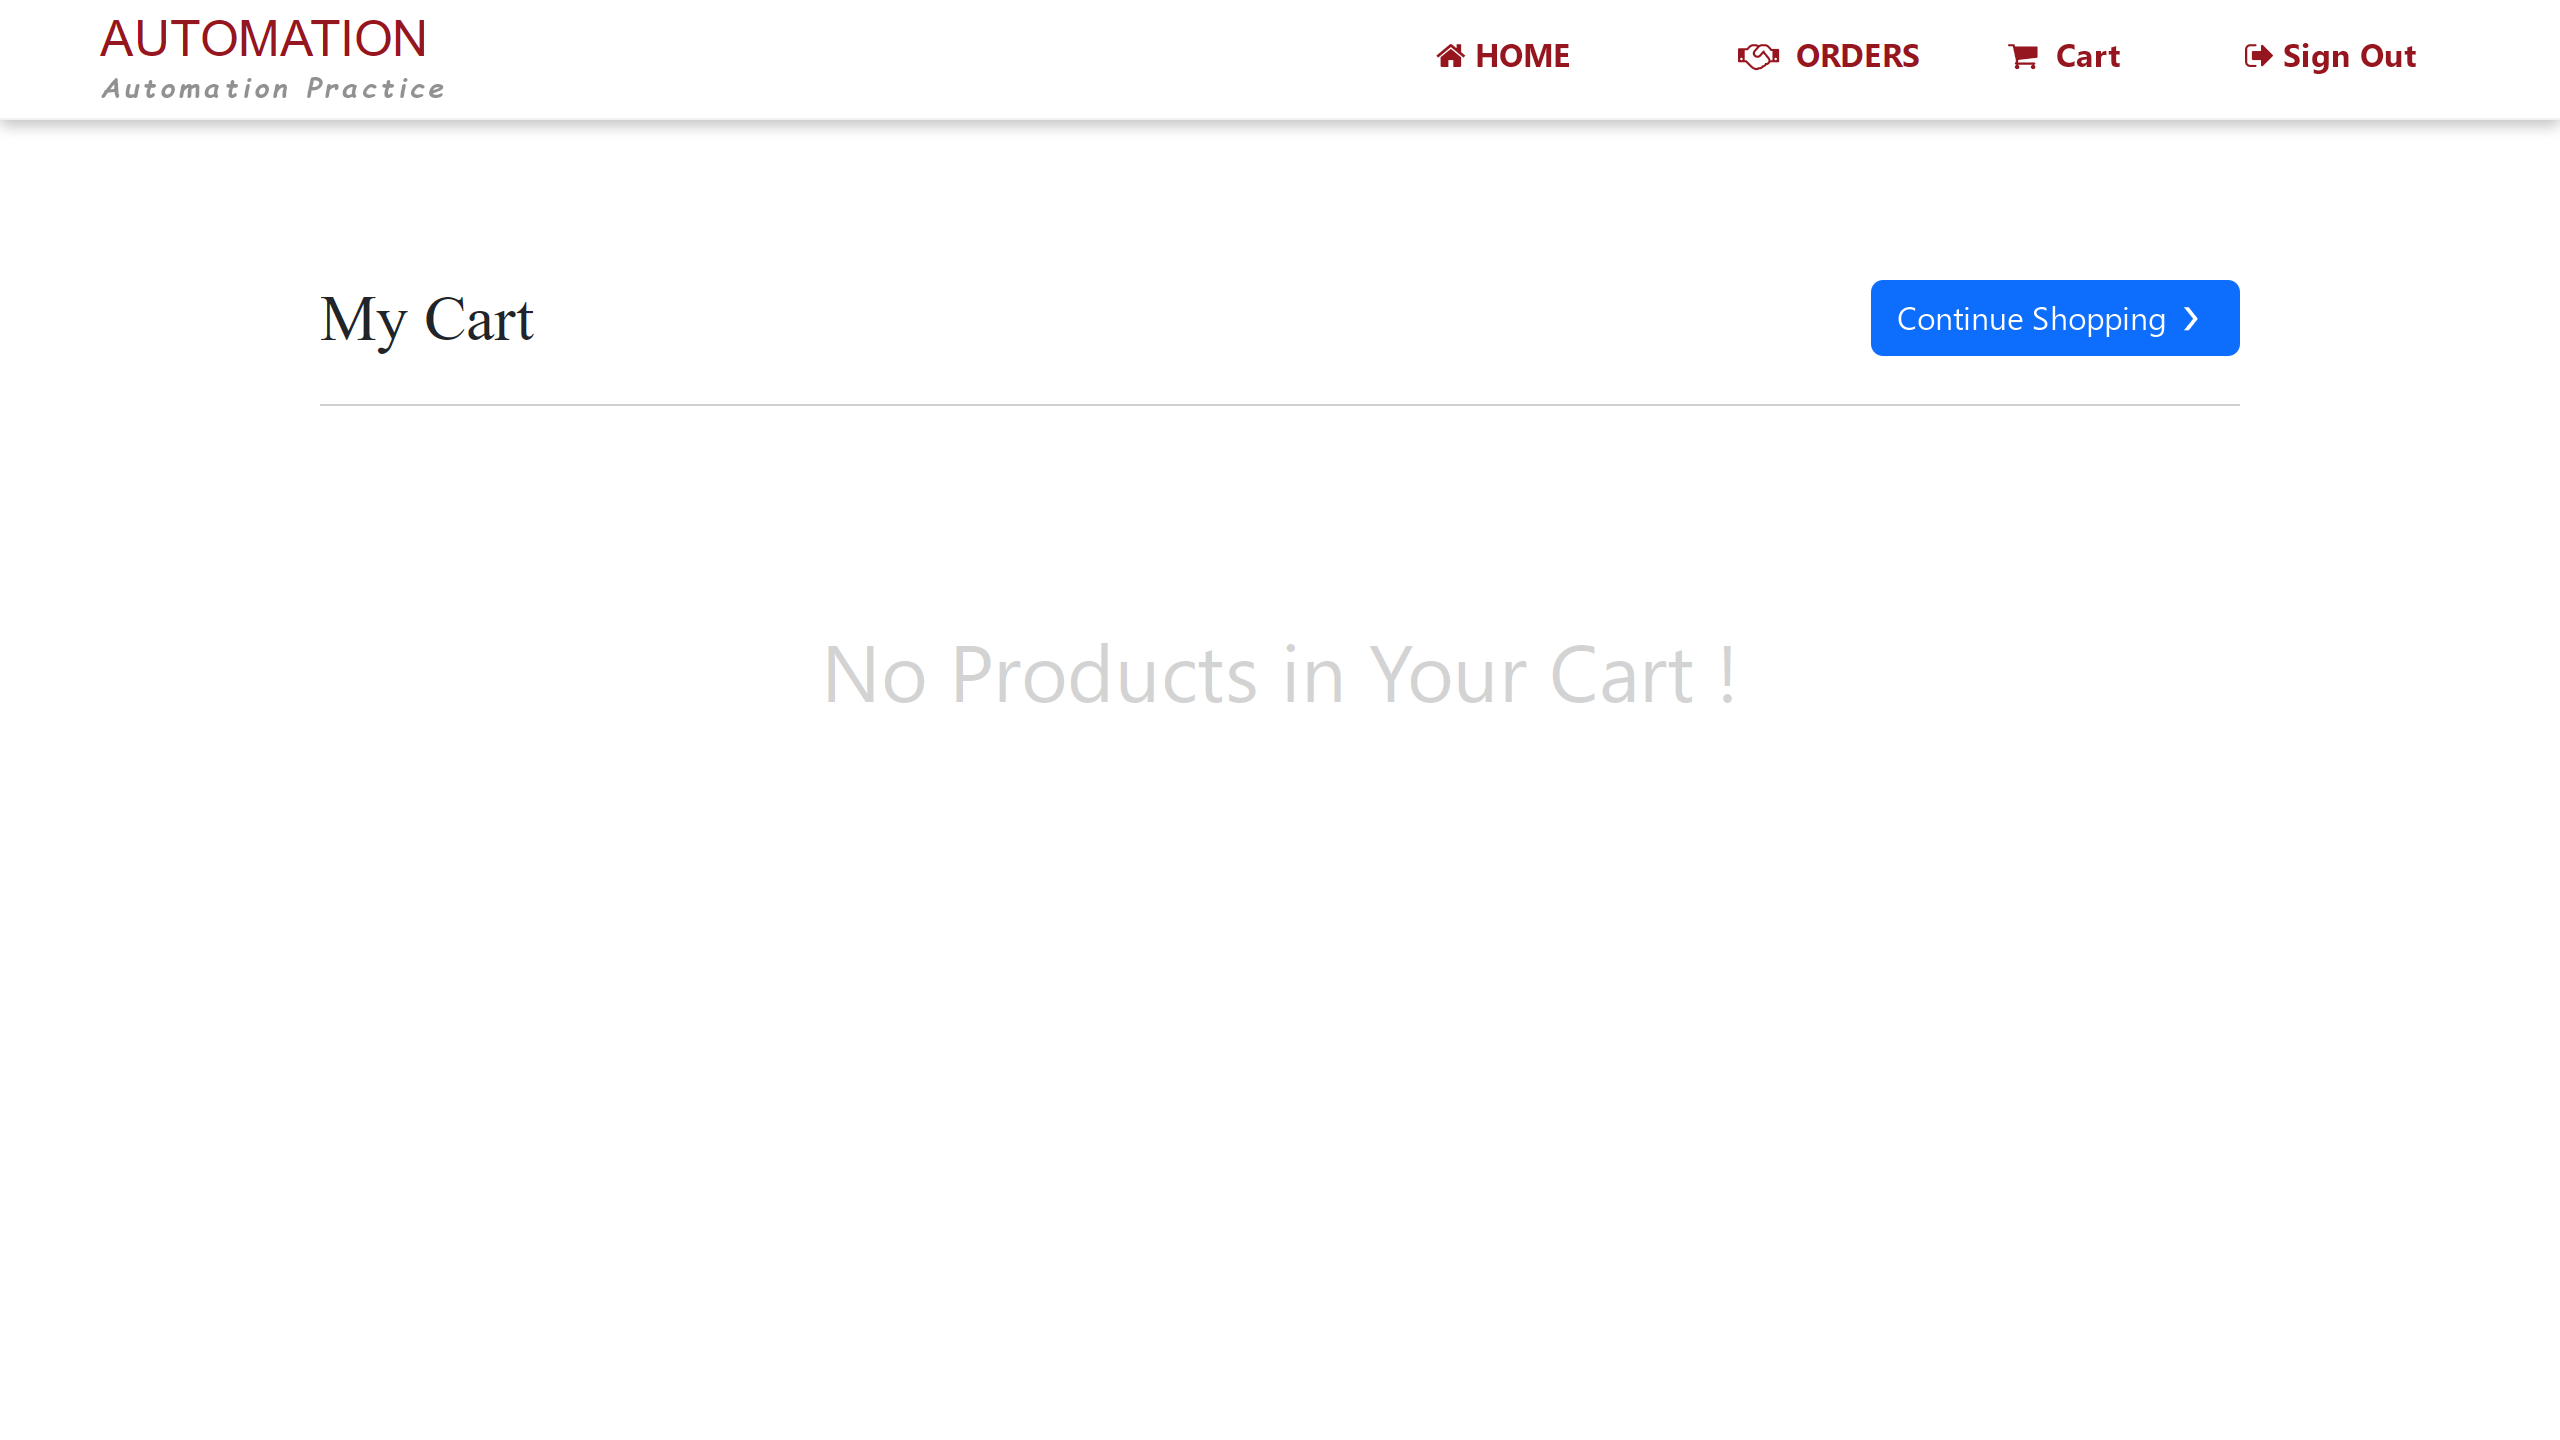 AUTOMATION
Automation Practice
HOME
ORDERS
Cart
Sign Out
My Cart
Continue Shopping ❯
No Products in Your Cart !